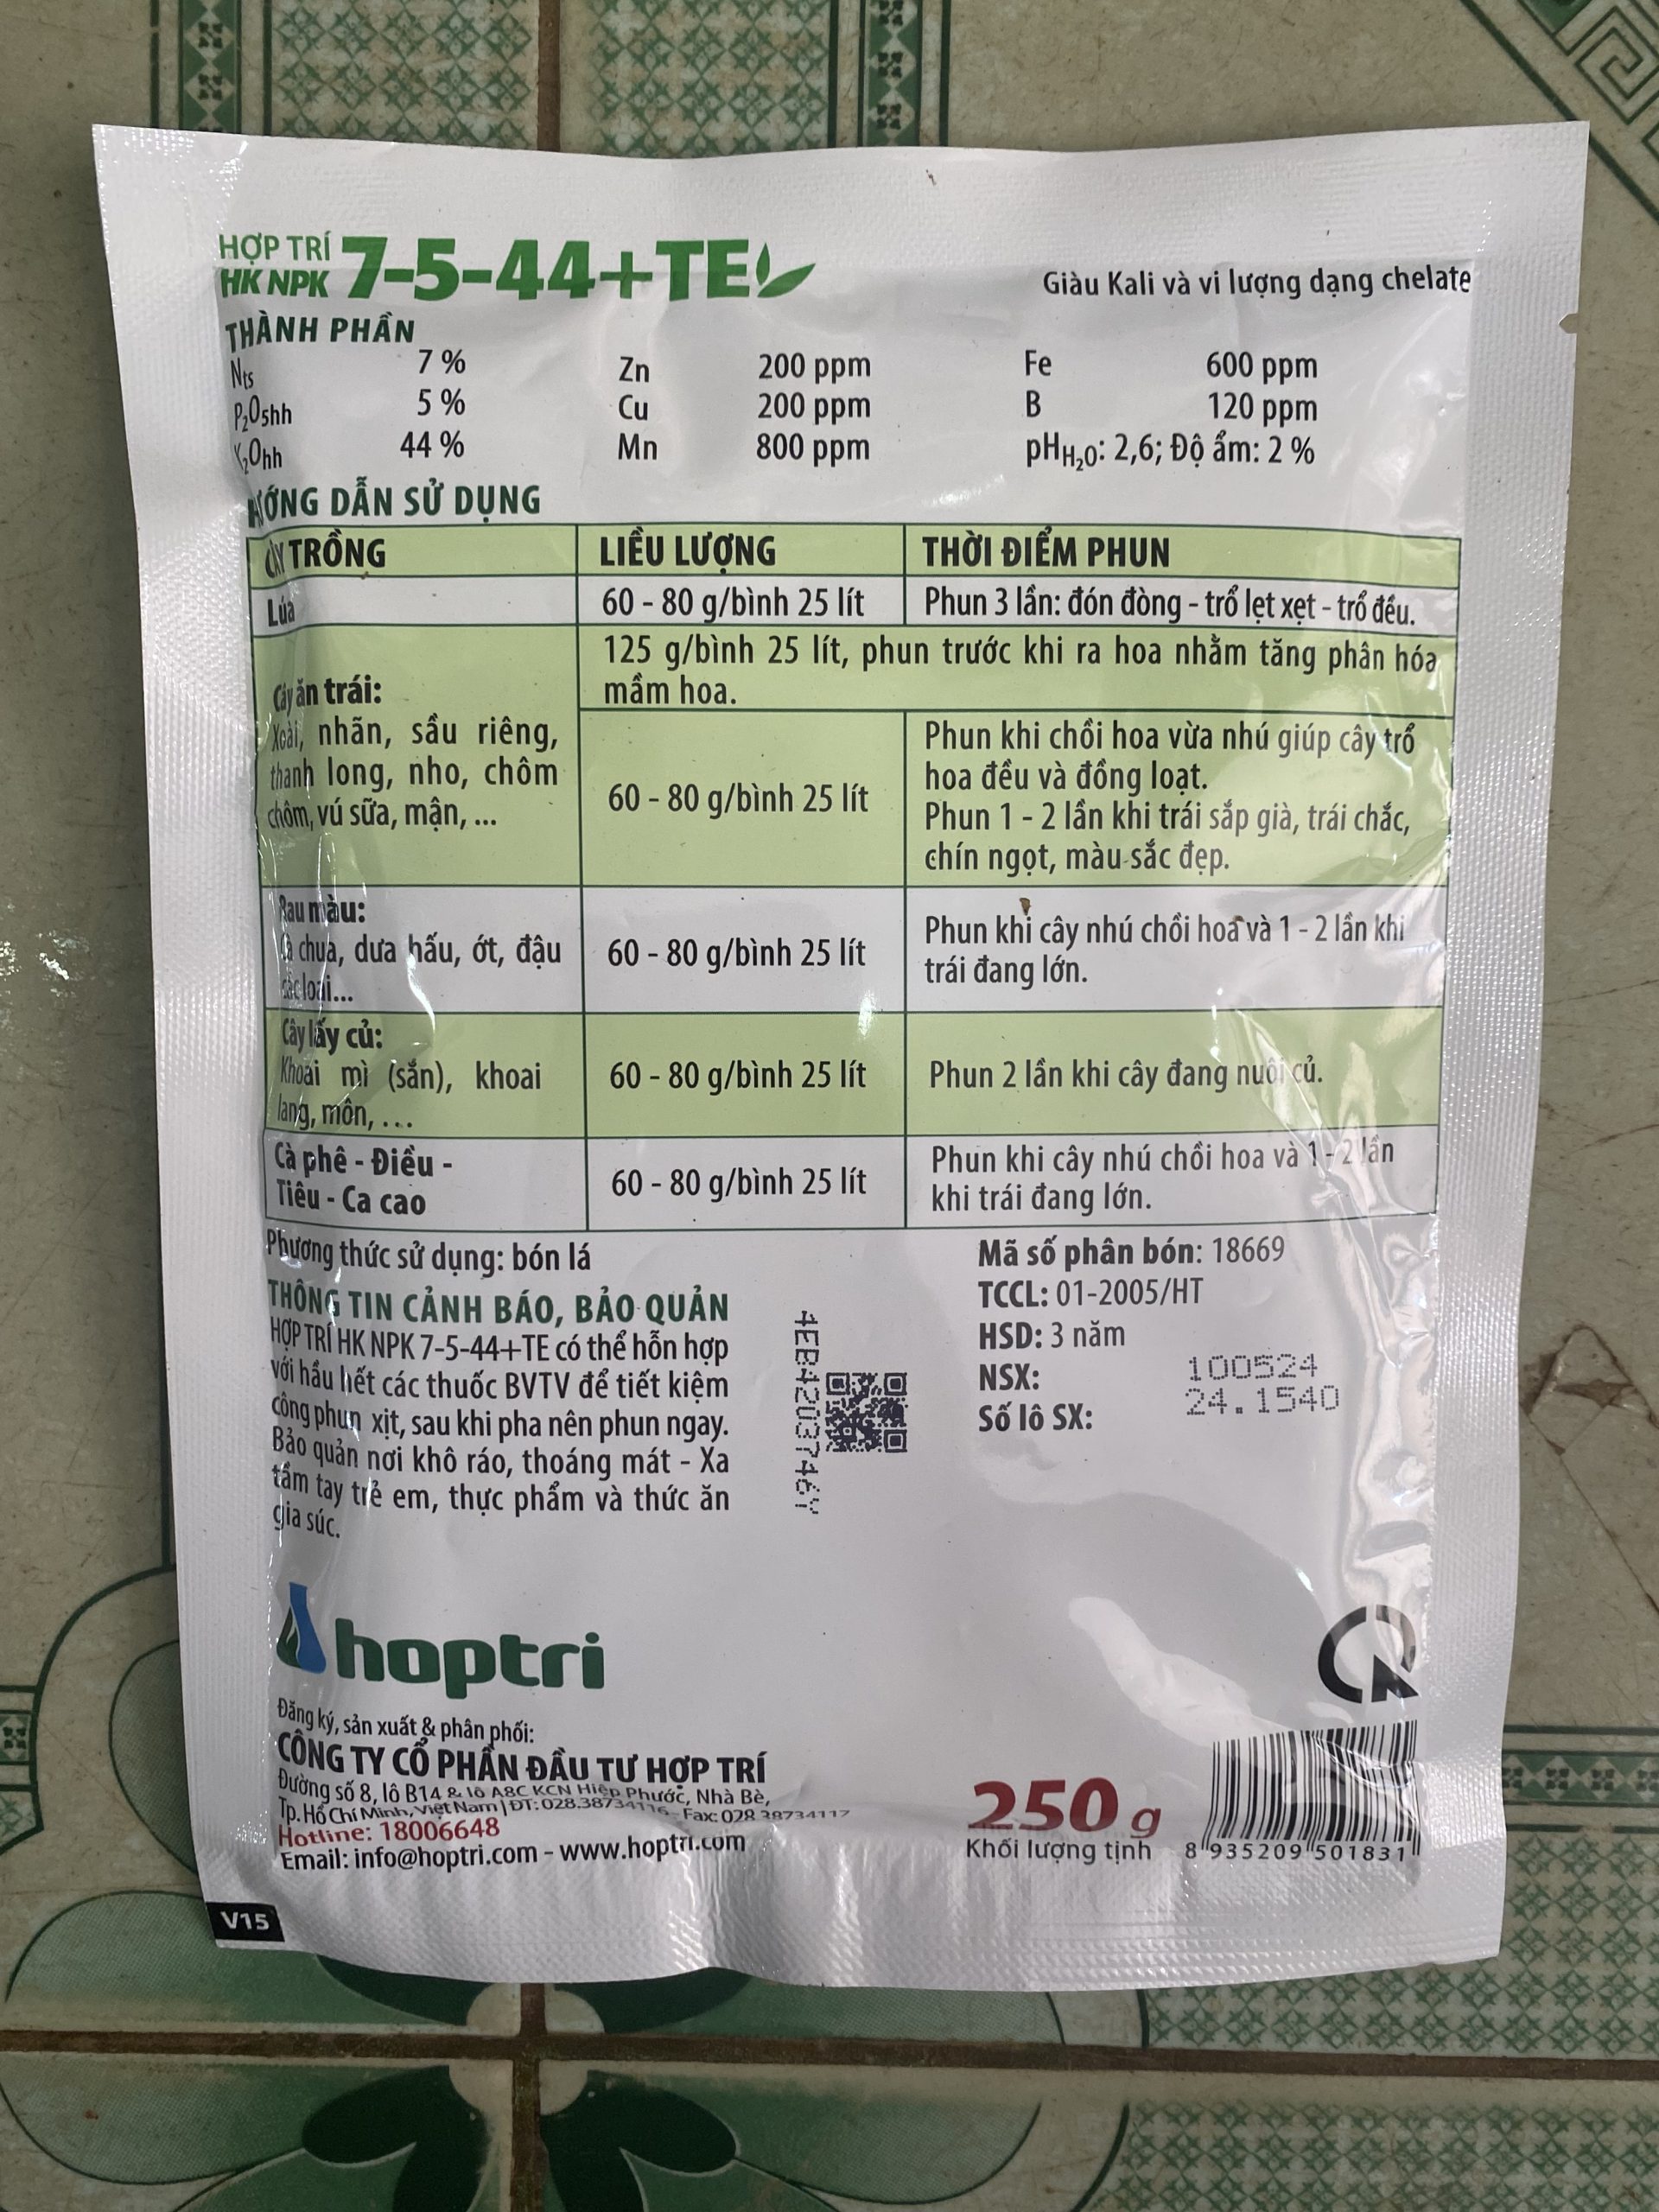 HỢP TRÍ
HK NPK 7-5-44+TE
Giàu Kali và vi lượng dạng chelate
THÀNH PHẦN
Nts 7 % Zn 200 ppm Fe 600 ppm
P₂O₅hh 5 % Cu 200 ppm B 120 ppm
K₂Ohh 44 % Mn 800 ppm pHH₂O: 2,6; Độ ẩm: 2 %
HƯỚNG DẪN SỬ DỤNG
CÂY TRỒNG LIỀU LƯỢNG THỜI ĐIỂM PHUN
Lúa 60 - 80 g/bình 25 lít Phun 3 lần: đón đòng - trổ lẹt xẹt - trổ đều.
Cây ăn trái:
Xoài, nhãn, sầu riêng,
thanh long, nho, chôm
chôm, vú sữa, mận, ...
125 g/bình 25 lít, phun trước khi ra hoa nhằm tăng phân hóa
mầm hoa.
60 - 80 g/bình 25 lít
Phun khi chồi hoa vừa nhú giúp cây trổ
hoa đều và đồng loạt.
Phun 1 - 2 lần khi trái sắp già, trái chắc,
chín ngọt, màu sắc đẹp.
Rau màu:
Cà chua, dưa hấu, ớt, đậu
các loại...
60 - 80 g/bình 25 lít
Phun khi cây nhú chồi hoa và 1 - 2 lần khi
trái đang lớn.
Cây lấy củ:
Khoai mì (sắn), khoai
lang, môn, ...
60 - 80 g/bình 25 lít
Phun 2 lần khi cây đang nuôi củ.
Cà phê - Điều -
Tiêu - Ca cao
60 - 80 g/bình 25 lít
Phun khi cây nhú chồi hoa và 1 - 2 lần
khi trái đang lớn.
Phương thức sử dụng: bón lá
THÔNG TIN CẢNH BÁO, BẢO QUẢN
HỢP TRÍ HK NPK 7-5-44+TE có thể hỗn hợp
với hầu hết các thuốc BVTV để tiết kiệm
công phun xịt, sau khi pha nên phun ngay.
Bảo quản nơi khô ráo, thoáng mát - Xa
tầm tay trẻ em, thực phẩm và thức ăn
gia súc.
4EB4203746Y
Mã số phân bón: 18669
TCCL: 01-2005/HT
HSD: 3 năm
NSX: 100524
Số lô SX: 24.1540
hoptri
Đăng ký, sản xuất & phân phối:
CÔNG TY CỔ PHẦN ĐẦU TƯ HỢP TRÍ
Đường số 8, lô B14 & lô A8C KCN Hiệp Phước, Nhà Bè,
Tp. Hồ Chí Minh, Việt Nam | ĐT: 028.38734116 - Fax: 028 38734117
Hotline: 18006648
Email: info@hoptri.com - www.hoptri.com
250 g
Khối lượng tịnh
8 935209 501831
V15